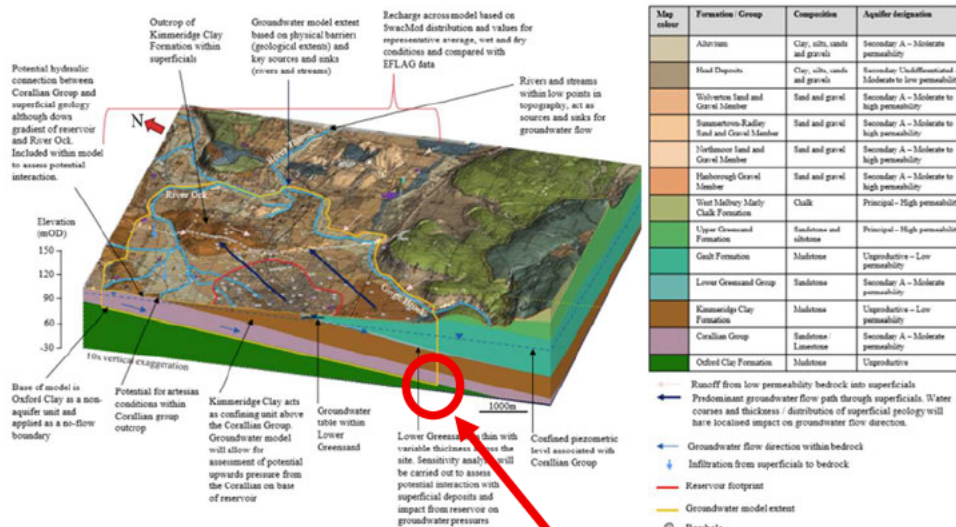 Outcrop of
Kimmeridge Clay
Formation within
superficials
Groundwater model extent
based on physical barriers
(geological extents) and
key sources and sinks
(rivers and streams)
Recharge across model based on
SwacMod distribution and values for
representative average, wet and dry
conditions and compared with
EFLAG data
Potential hydraulic
connection between
Corallian Group and
superficial geology
although down
gradient of reservoir
and River Ock.
Included within model
to assess potential
interaction.
N
Rivers and streams
within low points in
topography, act as
sources and sinks for
groundwater flow
River Ock
Elevation
(mOD)
150
120
90
60
-30
10x vertical exaggeration
1000m
Base of model is
Oxford Clay as a non-
aquifer unit and
applied as a no-flow
boundary
Potential for artesian
conditions within
Corallian group
outcrop
Kimmeridge Clay acts
as confining unit above
the Corallian Group.
Groundwater model
will allow for
assessment of potential
upwards pressure from
the Corallian on base
of reservoir
Groundwater
table within
Lower
Greensand
Lower Greensand thin with
variable thickness across the
site. Sensitivity analysis will
be carried out to assess
potential interaction with
superficial deposits and
impact from reservoir on
groundwater pressures
Confined piezometric
level associated with
Corallian Group
Map colour Formation / Group Composition Aquifer designation
Alluvium Clay, silts, sands and gravels Secondary A – Moderate permeability
Head Deposits Clay, silts, sands and gravels Secondary Undifferentiated Moderate to low permeability
Wolvercote Sand and Gravel Member Sand and gravel Secondary A – Moderate to high permeability
Summertown-Radley Sand and Gravel Member Sand and gravel Secondary A – Moderate to high permeability
Northmoor Sand and Gravel Member Sand and gravel Secondary A – Moderate to high permeability
Hanborough Gravel Member Sand and gravel Secondary A – Moderate to high permeability
West Melbury Marly Chalk Formation Chalk Principal – High permeability
Upper Greensand Formation Sandstone and siltstone Principal – High permeability
Gault Formation Mudstone Unproductive – Low permeability
Lower Greensand Group Sandstone Secondary A – Moderate permeability
Kimmeridge Clay Formation Mudstone Unproductive – Low permeability
Corallian Group Sandstone / Limestone Secondary A – Moderate permeability
Oxford Clay Formation Mudstone Unproductive
Runoff from low permeability bedrock into superficials
Predominant groundwater flow path through superficials. Water
courses and thickness / distribution of superficial geology will
have localised impact on groundwater flow direction.
Groundwater flow direction within bedrock
Infiltration from superficials to bedrock
Reservoir footprint
Groundwater model extent
Borehole